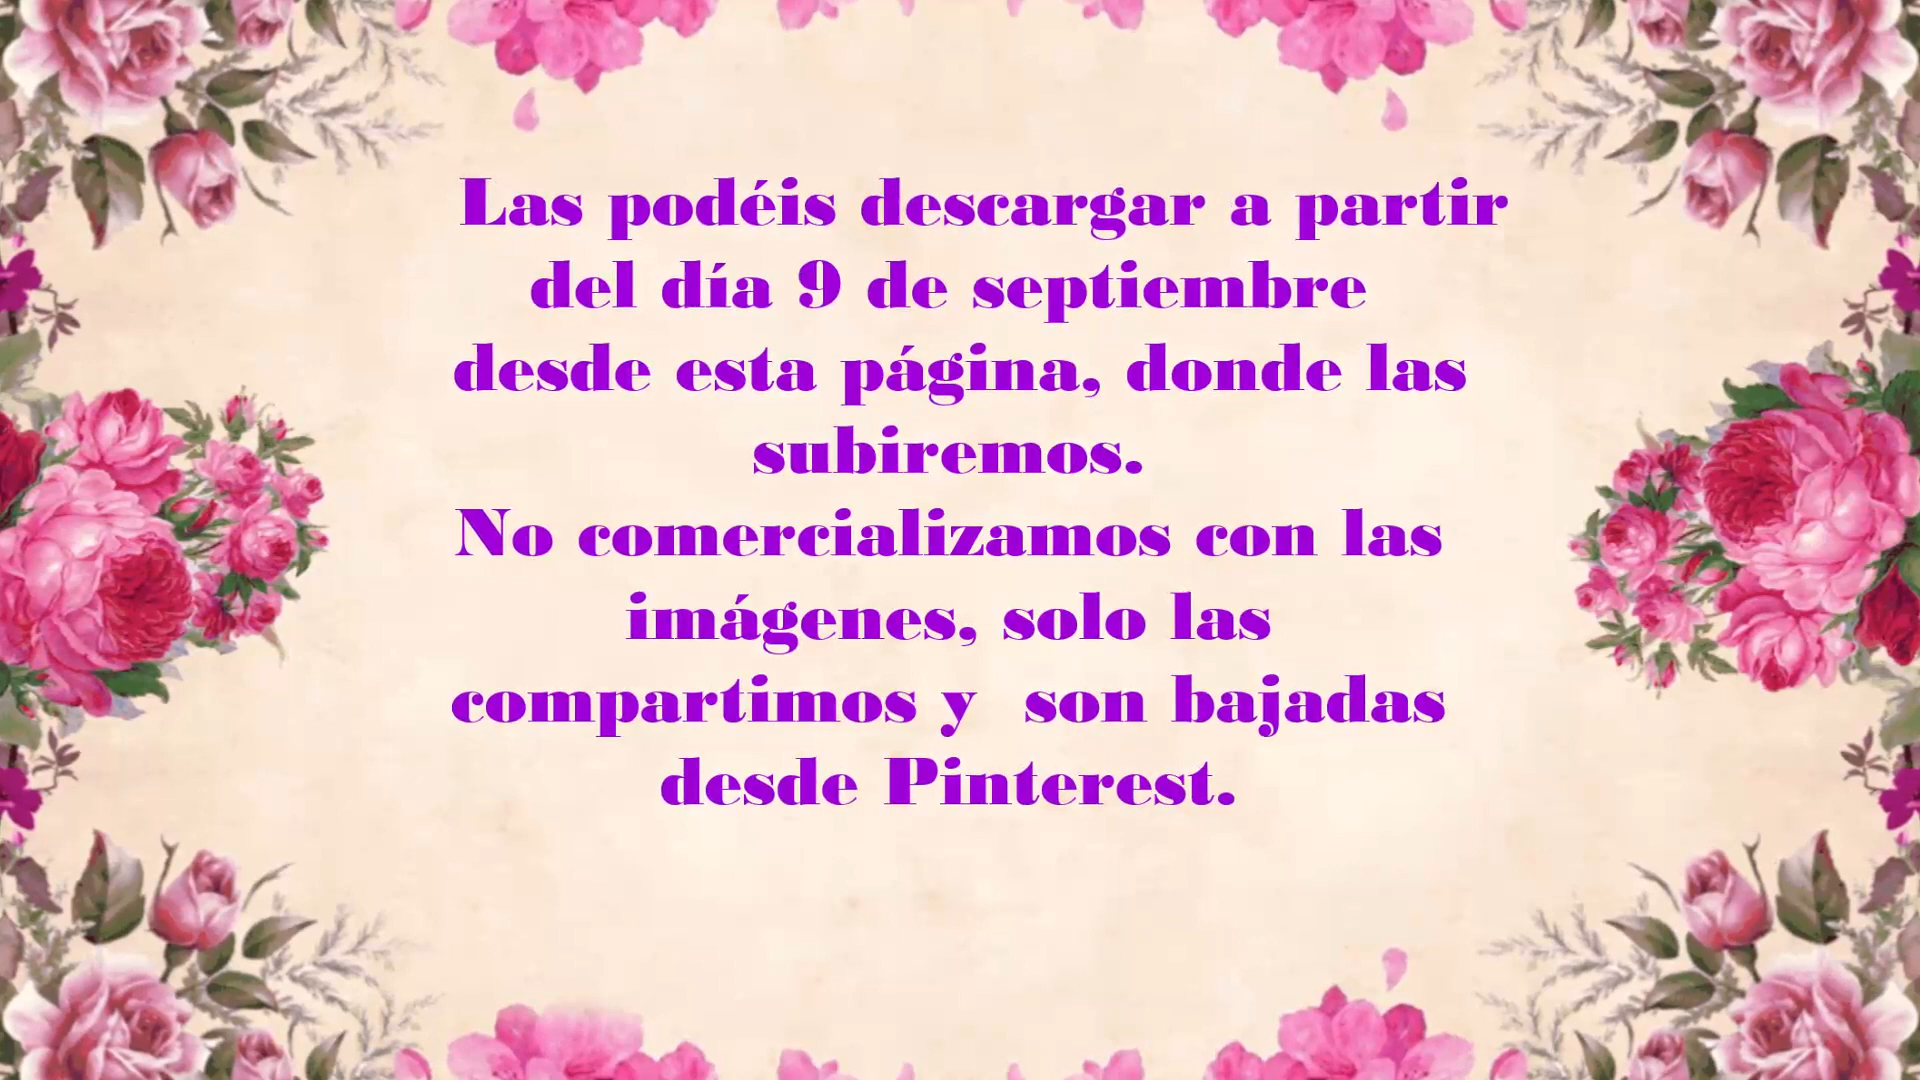 Las podéis descargar a partir
del día 9 de septiembre
desde esta página, donde las
subiremos.
No comercializamos con las
imágenes, solo las
compartimos y  son bajadas
desde Pinterest.